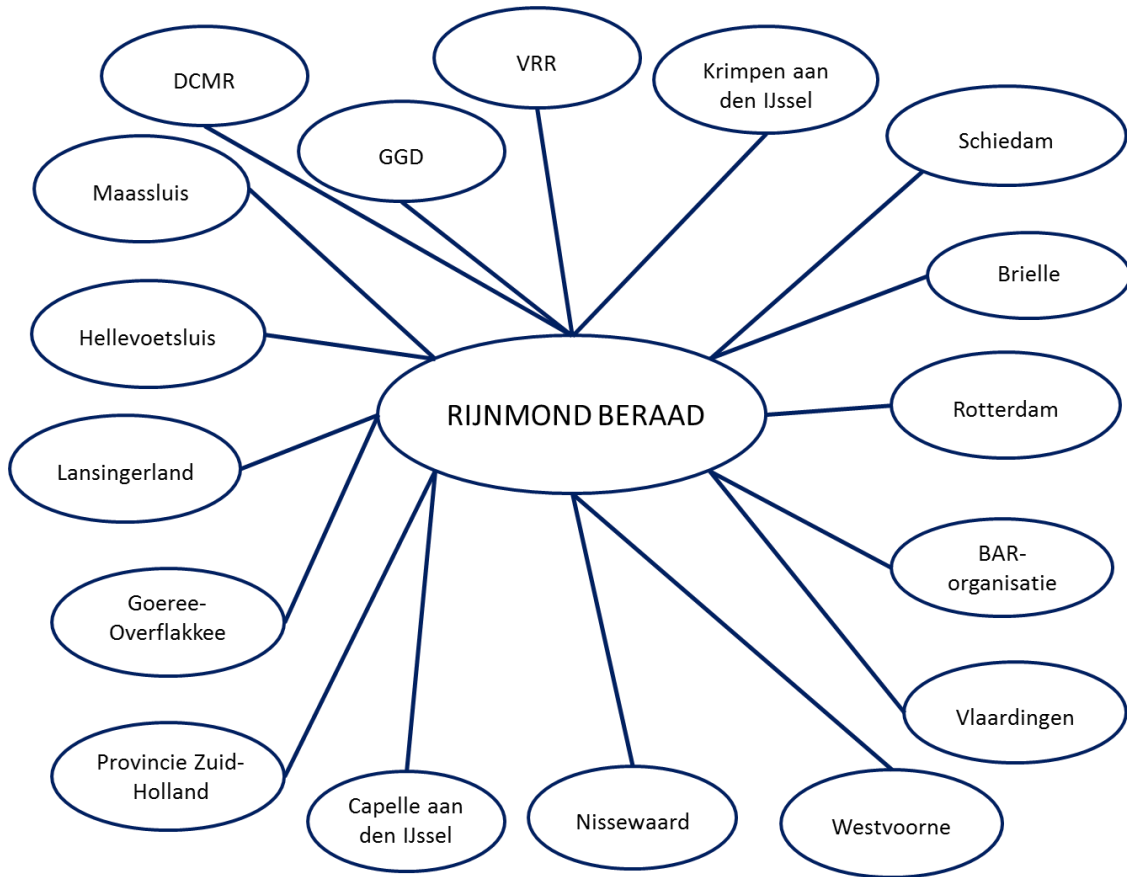 VRR
DCMR
Krimpen aan
den IJssel
GGD
Schiedam
Maassluis
Brielle
Hellevoetsluis
RIJNMOND BERAAD
Rotterdam
Lansingerland
BAR-
organisatie
Goeree-
Overflakkee
Vlaardingen
Provincie Zuid-
Holland
Capelle aan
den IJssel
Nissewaard
Westvoorne